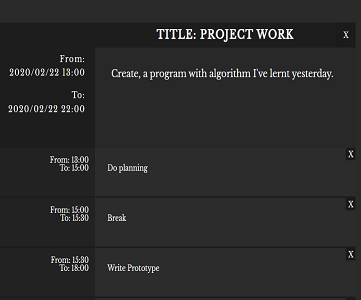 TITLE: PROJECT WORK X
From:
2020/02/22 13:00
To:
2020/02/22 22:00
Create, a program with algorithm I've lernt yesterday.
X
From: 13:00
To: 15:00
Do planning
X
From: 15:00
To: 15:30
Break
X
From: 15:30
To: 18:00
Write Prototype